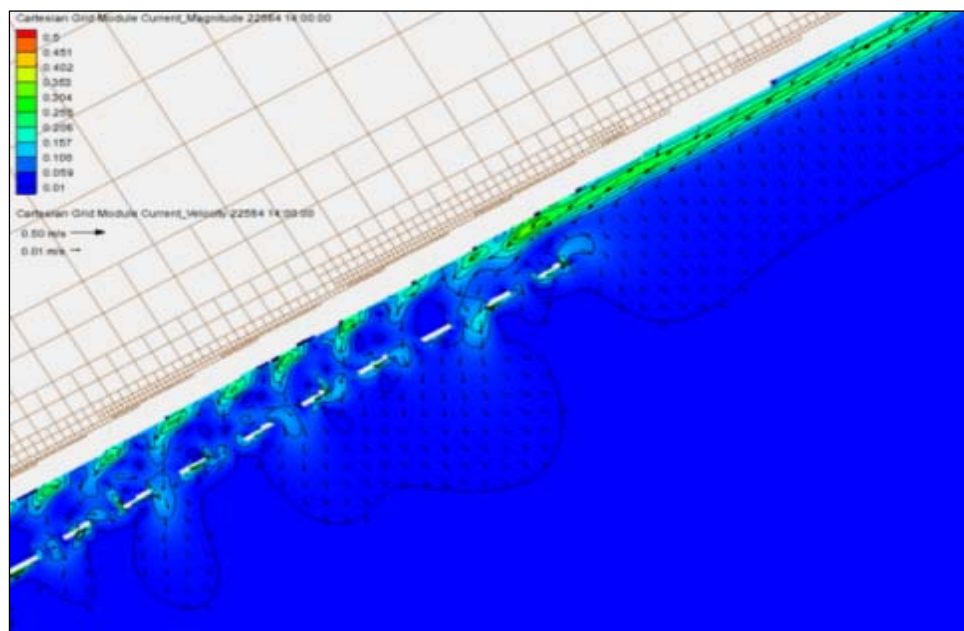 Cartesian Grid Module Current_Magnitude 22584 14:00:00
0.5
0.451
0.402
0.353
0.304
0.255
0.206
0.157
0.108
0.059
0.01
Cartesian Grid Module Current_Velocity 22584 14:00:00
0.50 m/s
0.01 m/s